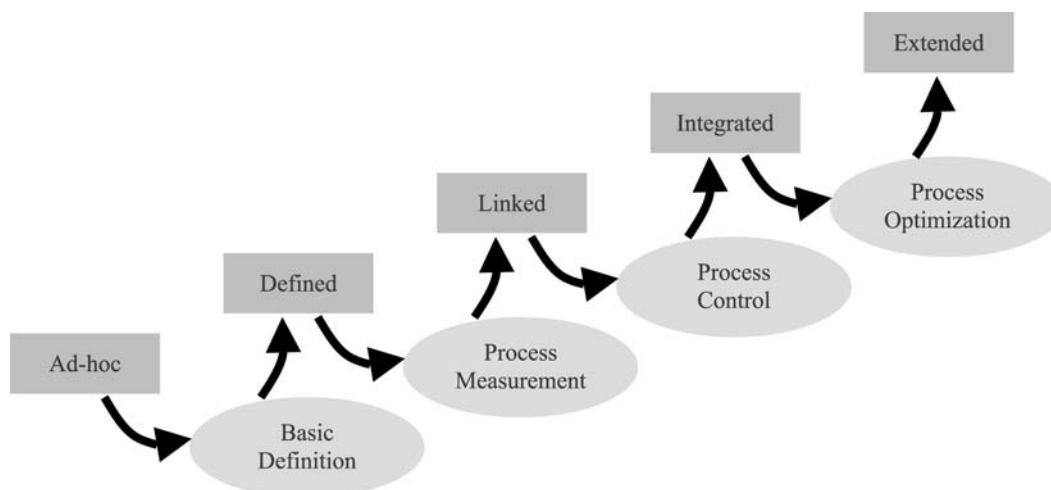 Extended
Integrated
Process
Optimization
Linked
Process
Control
Defined
Process
Measurement
Ad-hoc
Basic
Definition